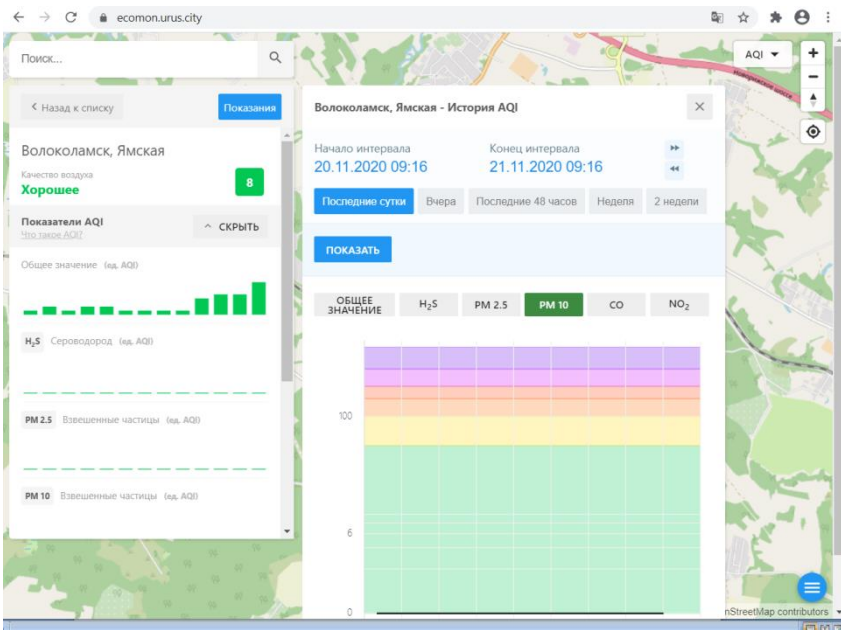 ecomon.urus.city
Поиск...
AQI
Назад к списку
Показания
Волоколамск, Ямская
Качество воздуха
Хорошее
8
Показатели AQI
Что такое AQI?
СКРЫТЬ
Общее значение (ед. AQI)
H₂S Сероводород (ед. AQI)
PM 2.5 Взвешенные частицы (ед. AQI)
PM 10 Взвешенные частицы (ед. AQI)
Волоколамск, Ямская - История AQI
Начало интервала
20.11.2020 09:16
Конец интервала
21.11.2020 09:16
Последние сутки
Вчера
Последние 48 часов
Неделя
2 недели
ПОКАЗАТЬ
ОБЩЕЕ
ЗНАЧЕНИЕ
H₂S
PM 2.5
PM 10
CO
NO₂
100
6
0
nStreetMap contributors